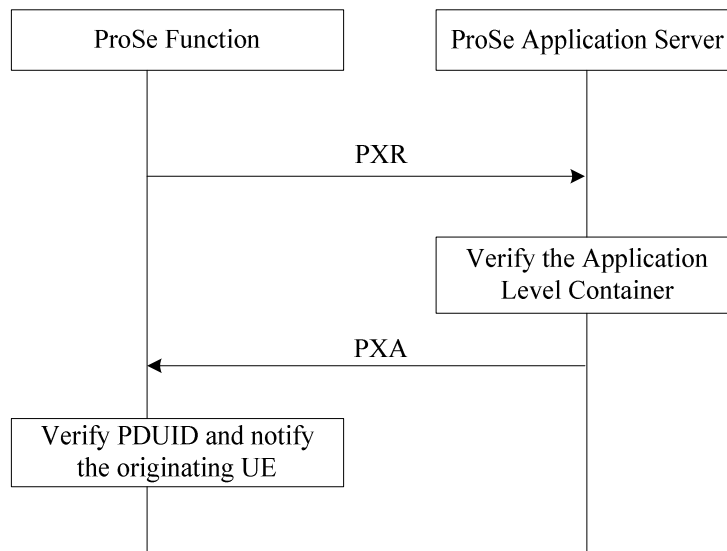 ProSe Function
ProSe Application Server
PXR
Verify the Application
Level Container
PXA
Verify PDUID and notify
the originating UE